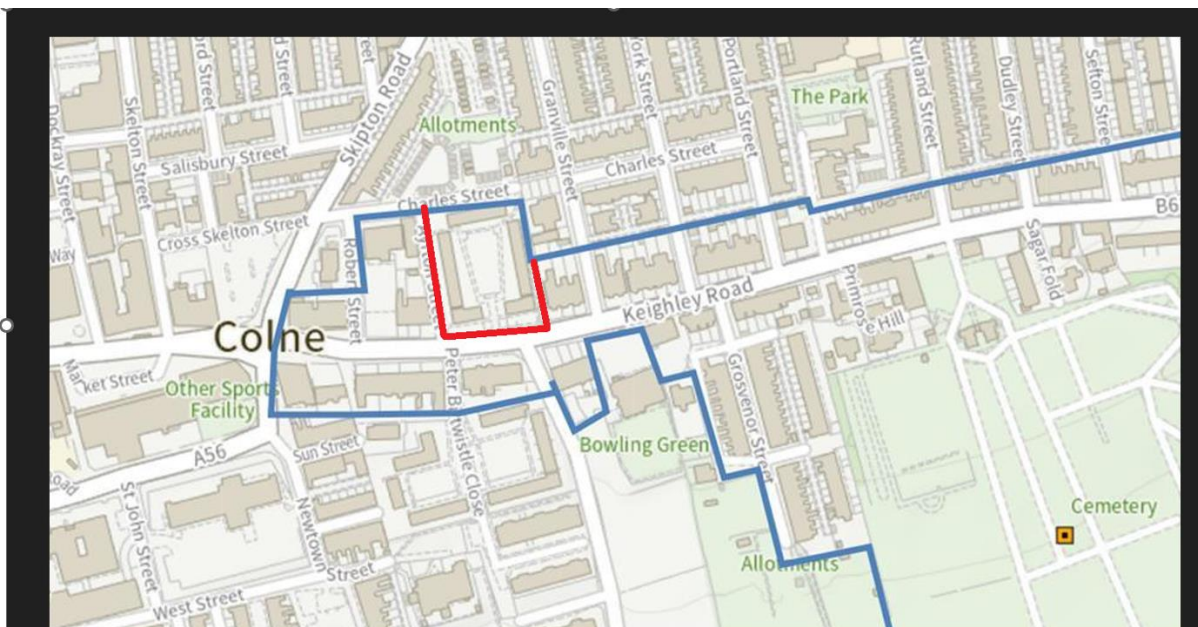 Skipton Road
Skelton Street
Allotments
Granville Street
York Street
Portland Street
The Park
Rutland Street
Dudley Street
Sefton Street
Salisbury Street
Charles Street
Charles Street
Cross Skelton Street
Way
Street
B6
Sagar Fold
Keighley Road
Primrose Hill
Colne
Market Street
Other Sports
Facility
Peter Birtwistle Close
Grosvenor Street
Bowling Green
A56
Sun Street
St John Street
Newtown
Street
West Street
Allotments
Cemetery